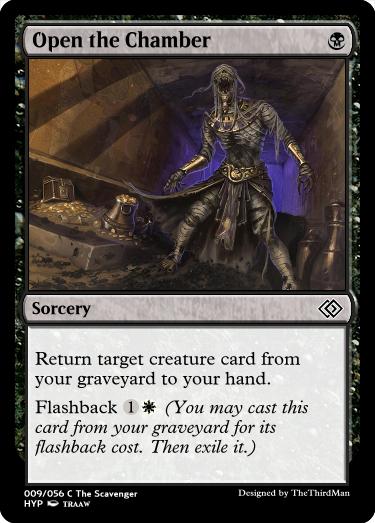 Open the Chamber
Sorcery
Return target creature card from
your graveyard to your hand.
Flashback 1 (You may cast this
card from your graveyard for its
flashback cost. Then exile it.)
009/056 C The Scavenger
Designed by TheThirdMan
HYP TRAAW